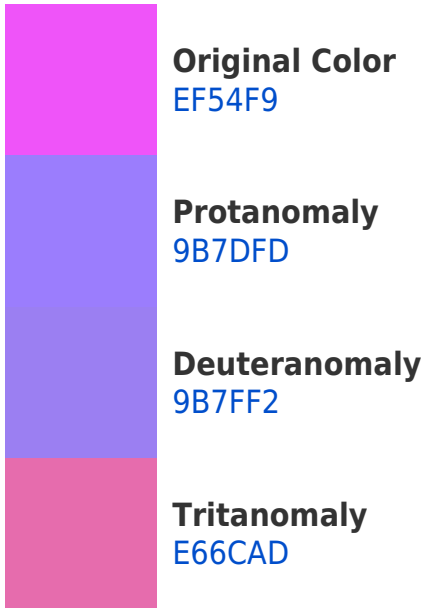 Original Color
EF54F9
Protanomaly
9B7DFD
Deuteranomaly
9B7FF2
Tritanomaly
E66CAD